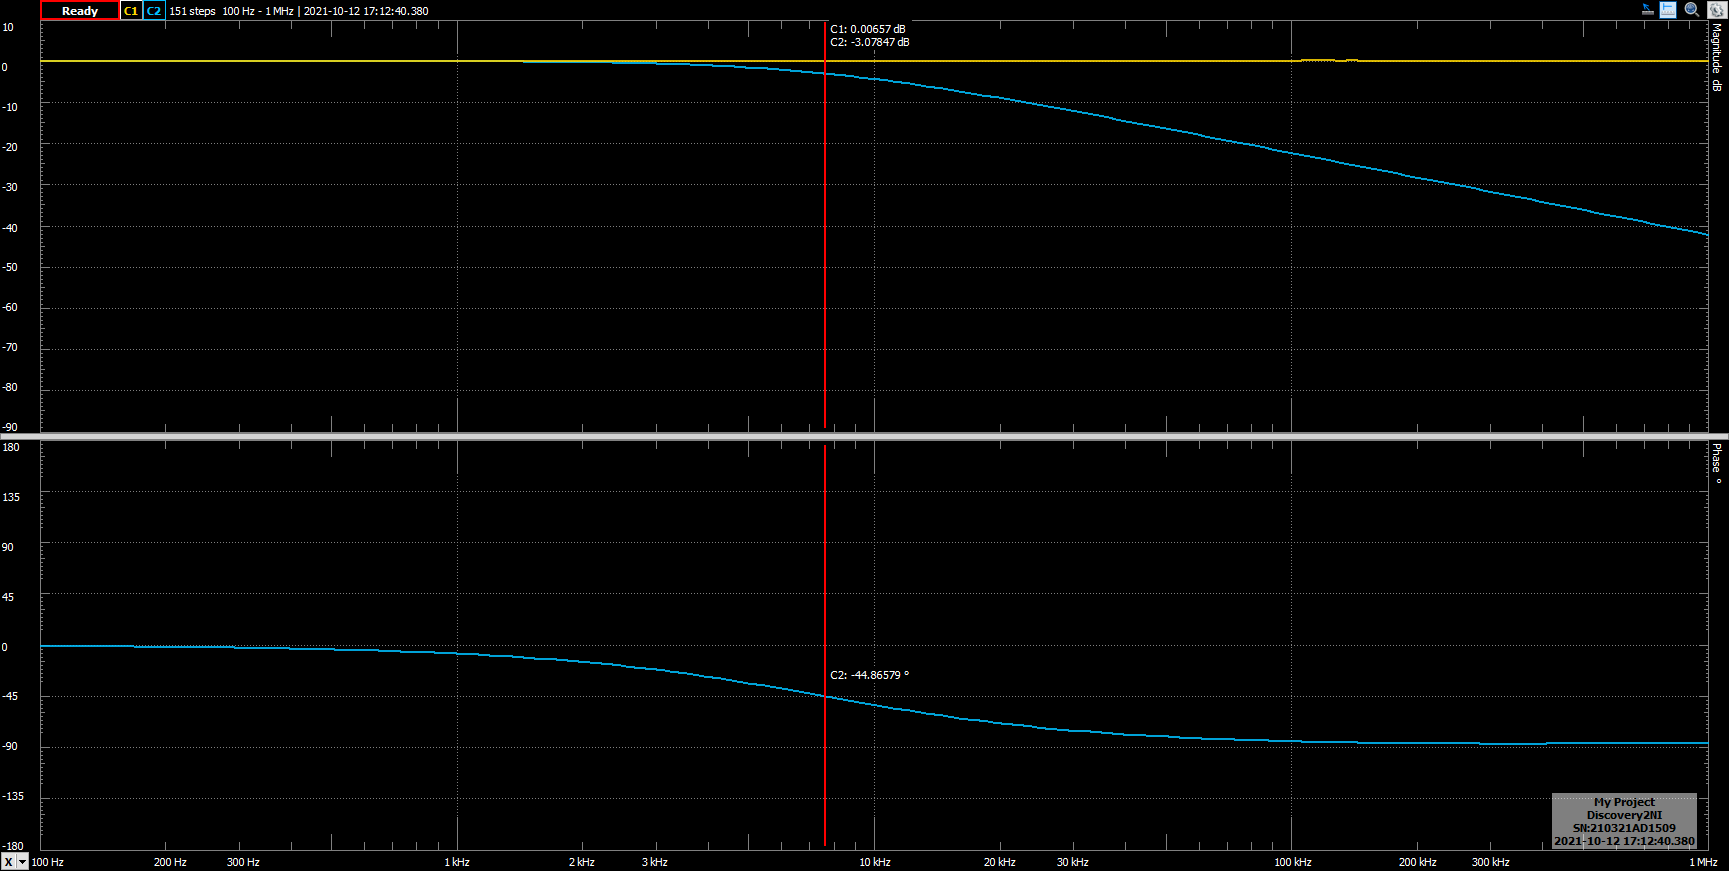 Ready C1 C2 151 steps 100 Hz - 1 MHz | 2021-10-12 17:12:40.380
C1: 0.00657 dB
C2: -3.07847 dB
Magnitude dB
10
0
-10
-20
-30
-40
-50
-60
-70
-80
-90
Phase °
180
135
90
45
0
-45
-90
-135
-180
C2: -44.86579 °
My Project
Discovery2NI
SN:210321AD1509
2021-10-12 17:12:40.380
X 100 Hz 200 Hz 300 Hz 1 kHz 2 kHz 3 kHz 10 kHz 20 kHz 30 kHz 100 kHz 200 kHz 300 kHz 1 MHz